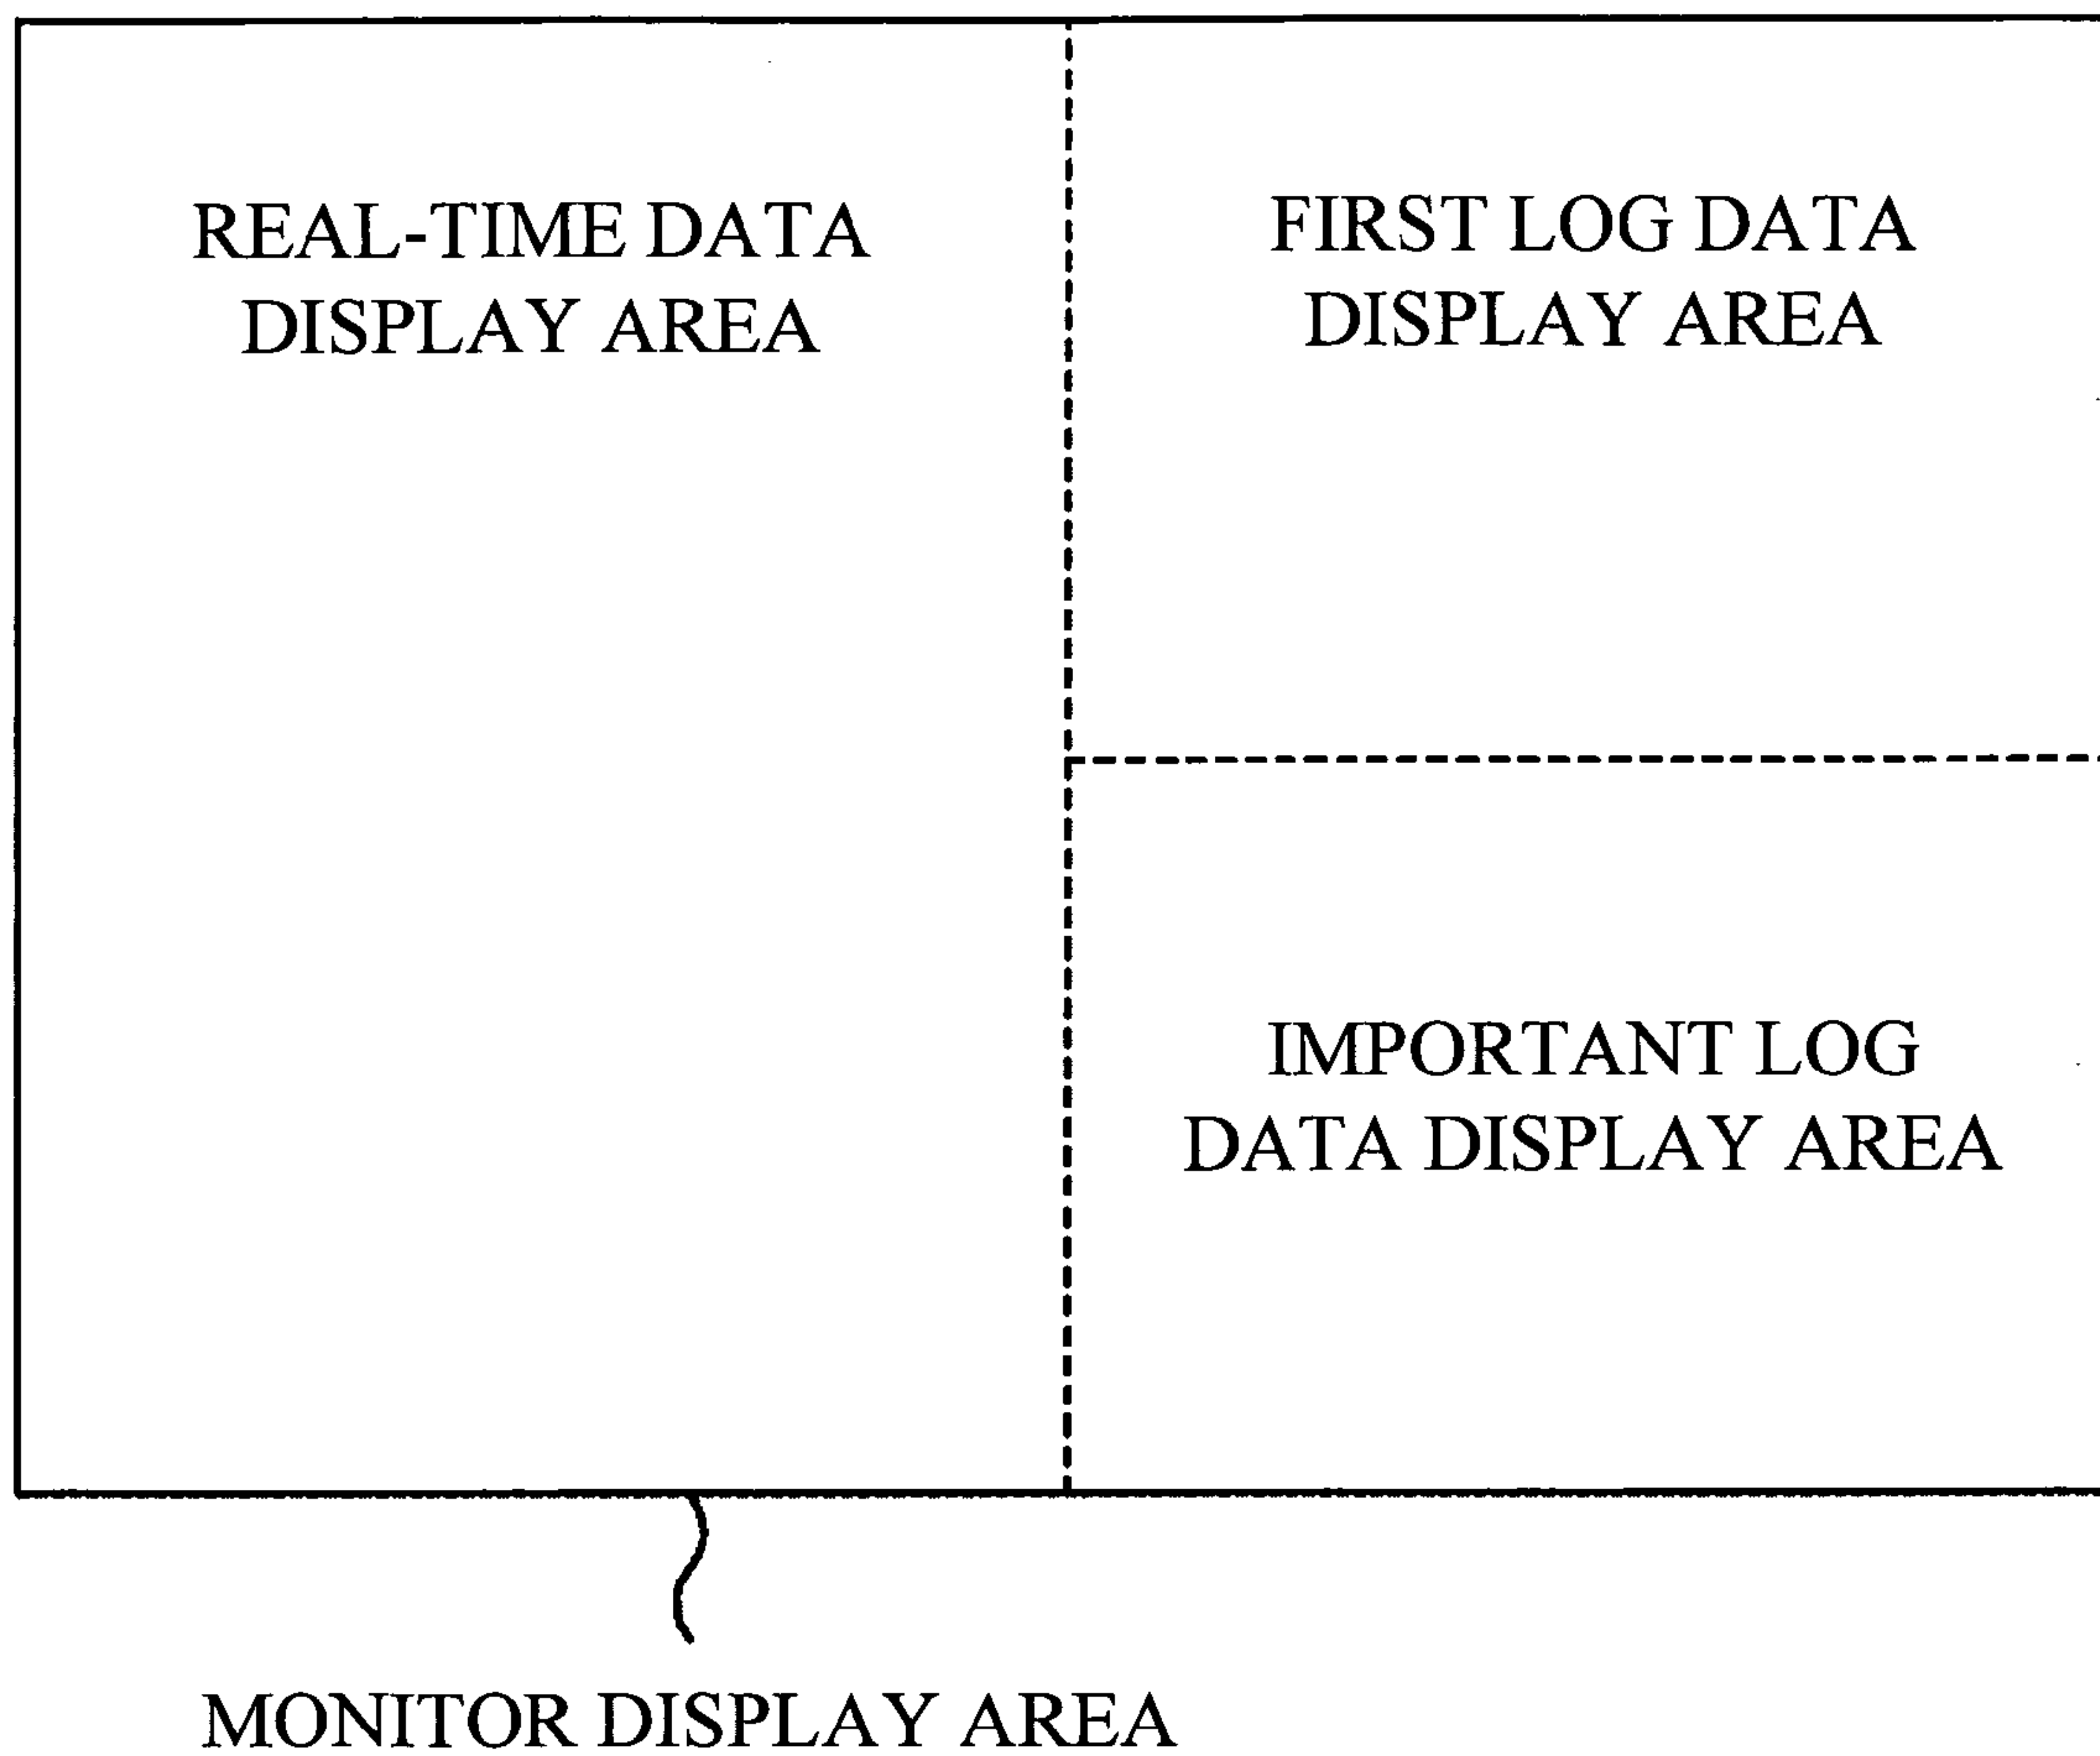 REAL-TIME DATA
DISPLAY AREA
FIRST LOG DATA
DISPLAY AREA
IMPORTANT LOG
DATA DISPLAY AREA
MONITOR DISPLAY AREA